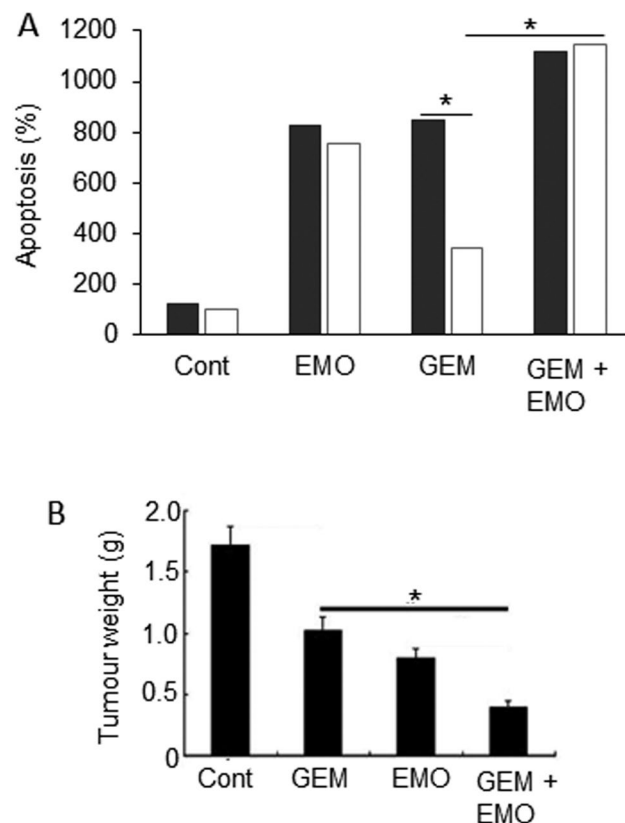 A
Apoptosis (%)
1200
1000
800
600
400
200
0
*
*
Cont EMO GEM GEM +
EMO
B
Tumour weight (g)
2.0
1.5
1.0
0.5
0
*
Cont GEM EMO GEM +
EMO